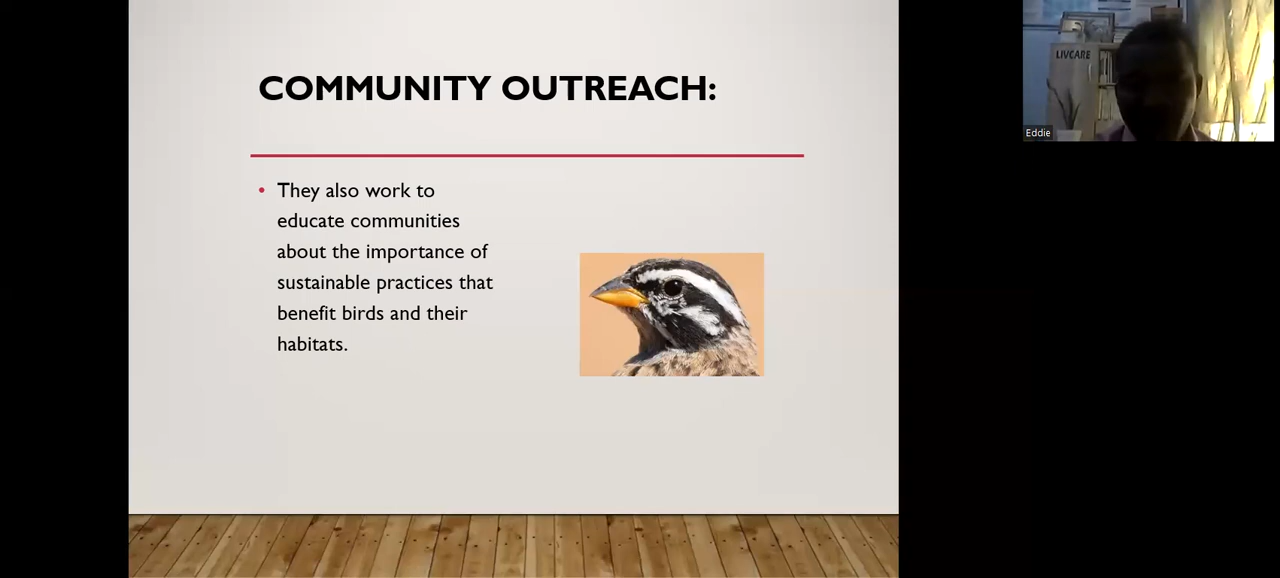 COMMUNITY OUTREACH:
• They also work to
educate communities
about the importance of
sustainable practices that
benefit birds and their
habitats.
LIVCARE
Eddie